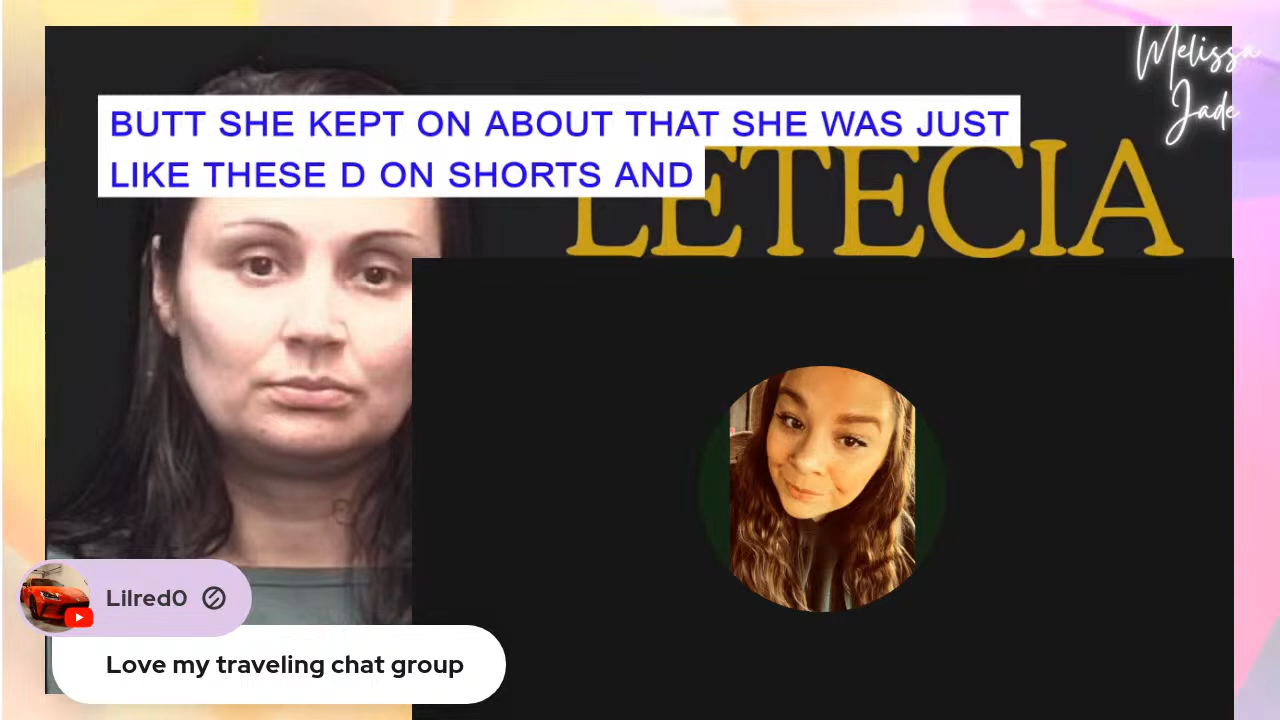 Melissa
Jade
BUTT SHE KEPT ON ABOUT THAT SHE WAS JUST
LIKE THESE D ON SHORTS AND
LETECIA
Lilred0
Love my traveling chat group